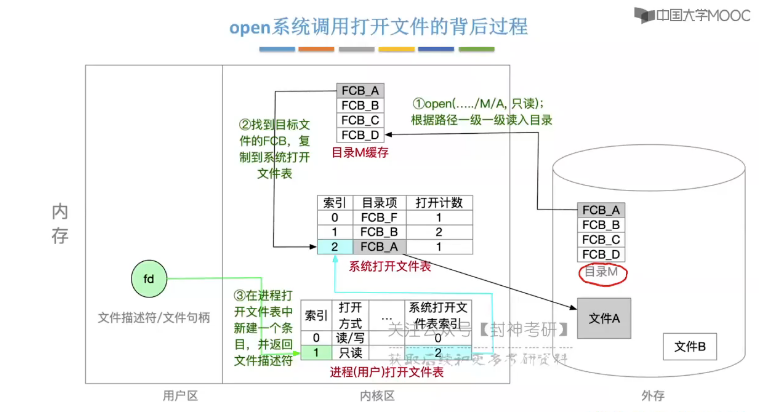 中国大学MOOC
open系统调用打开文件的背后过程
FCB_A
FCB_B
FCB_C
FCB_D
目录M缓存
①open(…../M/A, 只读);
根据路径一级一级读入目录
②找到目标文
件的FCB，复
制到系统打开
文件表
内存
索引 目录项 打开计数
0 FCB_F 1
1 FCB_B 2
2 FCB_A 1
系统打开文件表
FCB_A
FCB_B
FCB_C
FCB_D
目录M
fd
文件描述符/文件句柄
③在进程打
开文件表中
新建一个条
目，并返回
文件描述符
索引 打开方式 … 系统打开文件表索引
0 读/写 0
1 只读 2
进程(用户)打开文件表
关注公众号【封神考研】
获取后续和更多考研资料
文件A
文件B
用户区
内核区
外存